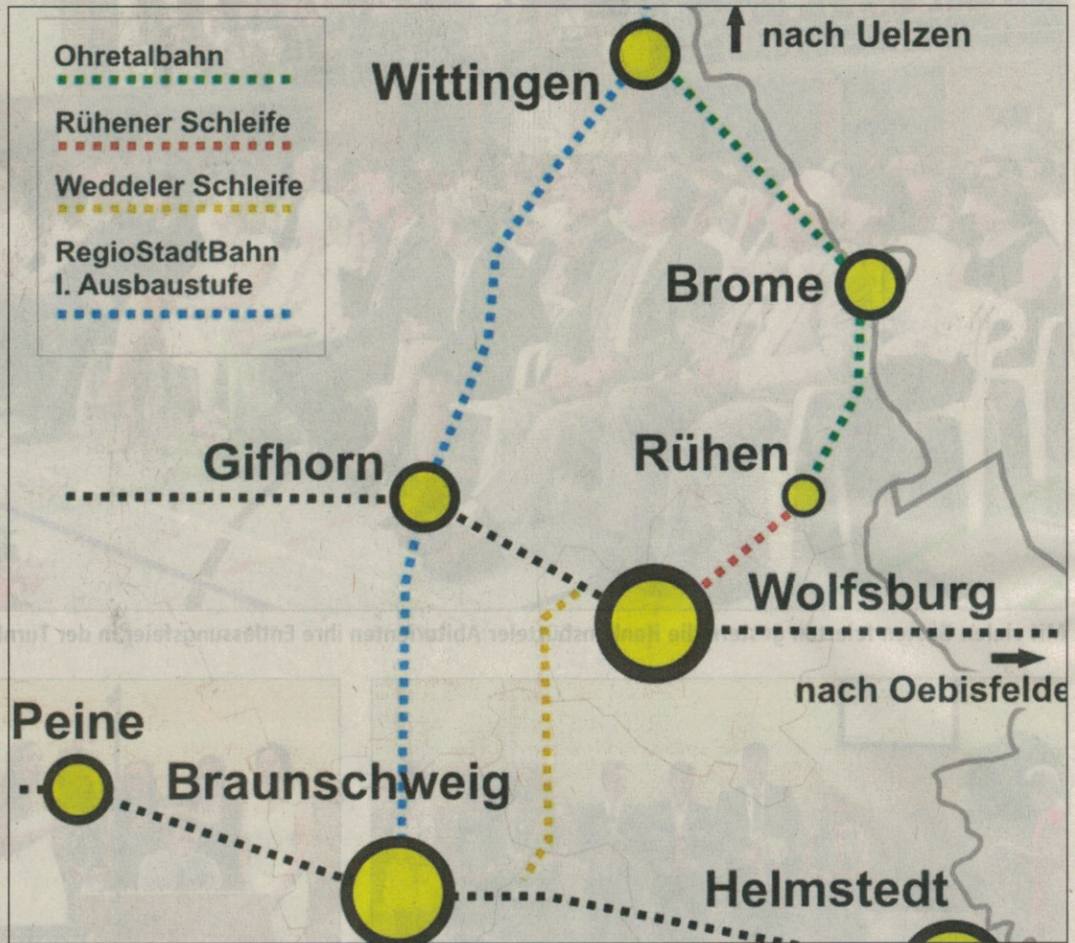 Ohretalbahn
Rühener Schleife
Weddeler Schleife
RegioStadtBahn
I. Ausbaustufe
nach Uelzen
Wittingen
Brome
Gifhorn
Rühen
Wolfsburg
nach Oebisfelde
Peine
Braunschweig
Helmstedt